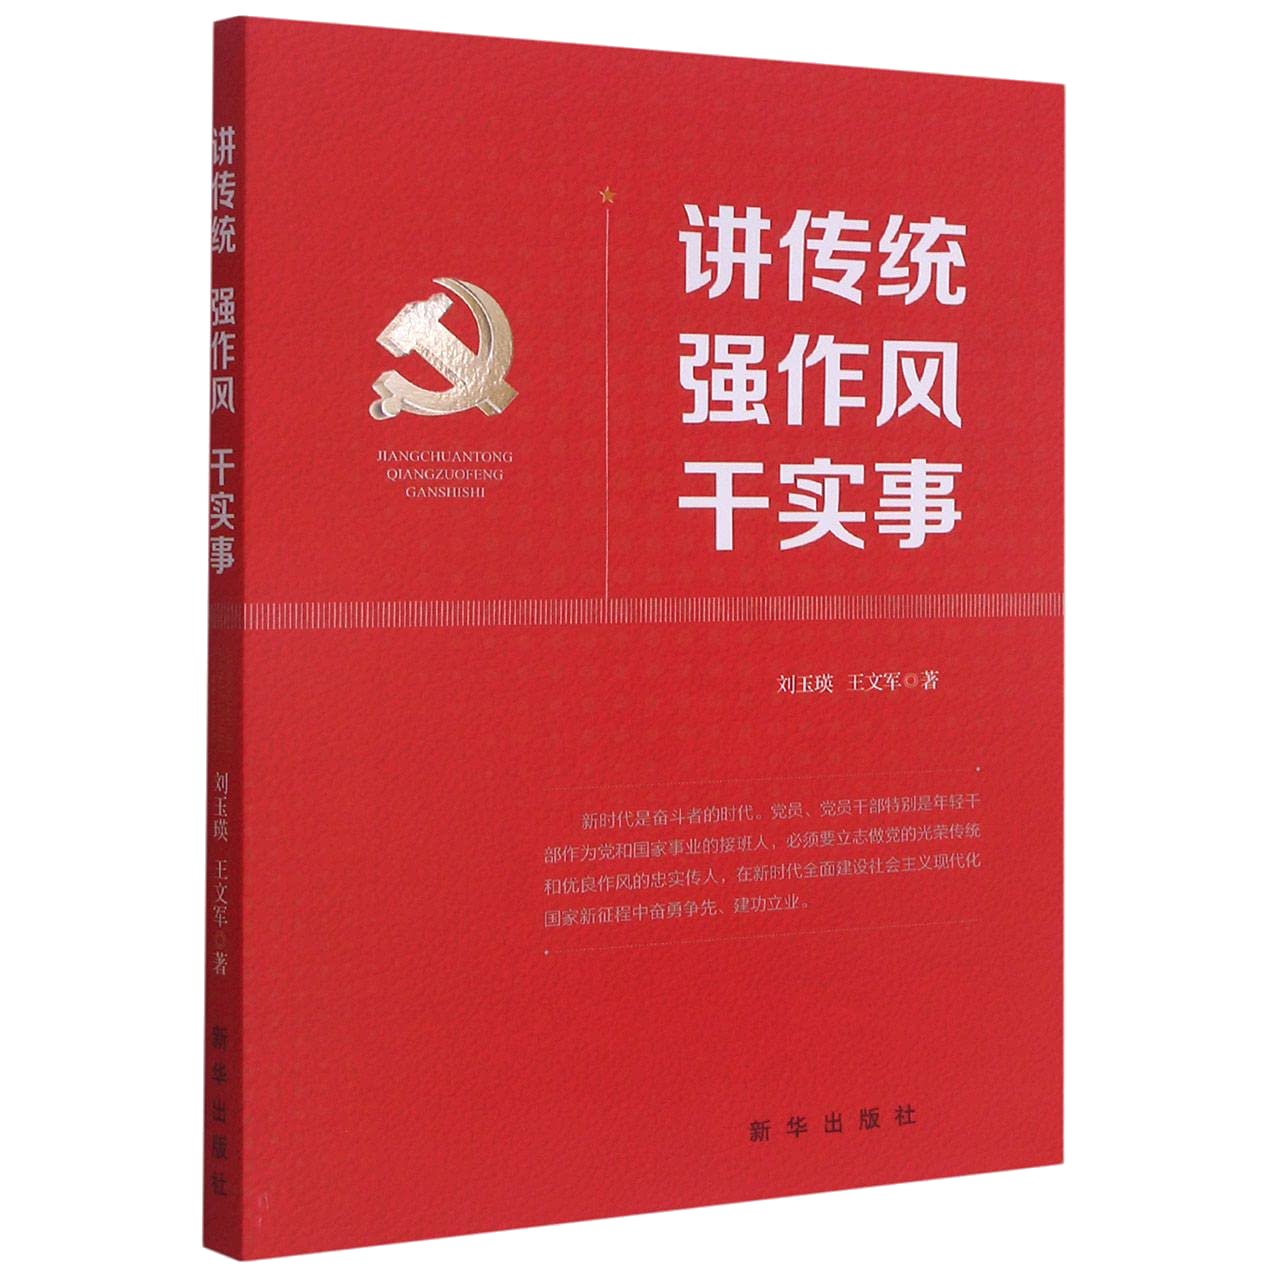 讲传统 强作风 干实事
刘玉瑛 王文军◎著
新华出版社
讲传统
强作风
干实事
JIANGCHUANTONG
QIANGZUOFENG
GANSHISHI
刘玉瑛 王文军◎著
新时代是奋斗者的时代。党员、党员干部特别是年轻干
部作为党和国家事业的接班人，必须要立志做党的光荣传统
和优良作风的忠实传人，在新时代全面建设社会主义现代化
国家新征程中奋勇争先、建功立业。
新华出版社